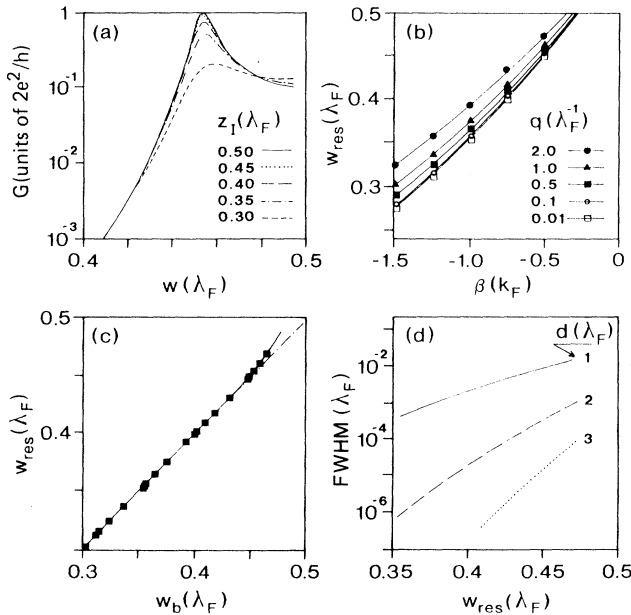 (a)
G(units of 2e²/h)
1
10⁻¹
10⁻²
10⁻³
z_I(λ_F)
0.50
0.45
0.40
0.35
0.30
0.4
0.5
w(λ_F)
(b)
w_res(λ_F)
0.5
0.3
q(λ_F⁻¹)
2.0
1.0
0.5
0.1
0.01
-1.5
-1.0
-0.5
0
β(k_F)
(c)
w_res(λ_F)
0.5
0.4
0.3
0.4
0.5
w_b(λ_F)
(d)
FWHM(λ_F)
10⁻²
10⁻⁴
10⁻⁶
d(λ_F)
1
2
3
0.35
0.40
0.45
0.50
w_res(λ_F)